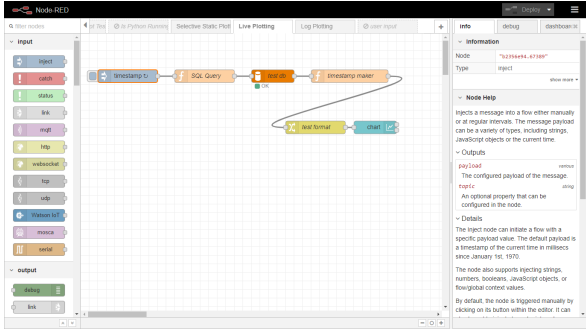 Node-RED
Deploy
filter nodes
Is Python Running
Selective Static Plott
Live Plotting
Log Plotting
user input
info
debug
dashboard
input
inject
catch
status
link
mqtt
http
websocket
tcp
udp
Watson IoT
mosca
serial
output
debug
link
timestamp
SQL Query
test db
OK
timestamp maker
test format
chart
Information
Node
Type
inject
show more
Node Help
Injects a message into a flow either manually
or at regular intervals. The message payload
can be a variety of types, including strings,
JavaScript objects or the current time.
Outputs
payload
various
The configured payload of the message.
topic
string
An optional property that can be
configured in the node.
Details
The Inject node can initiate a flow with a
specific payload value. The default payload is
a timestamp of the current time in millisecs
since January 1st, 1970.
The node also supports injecting strings,
numbers, booleans, JavaScript objects, or
flow/global context values.
By default, the node is triggered manually by
clicking on its button within the editor. It can